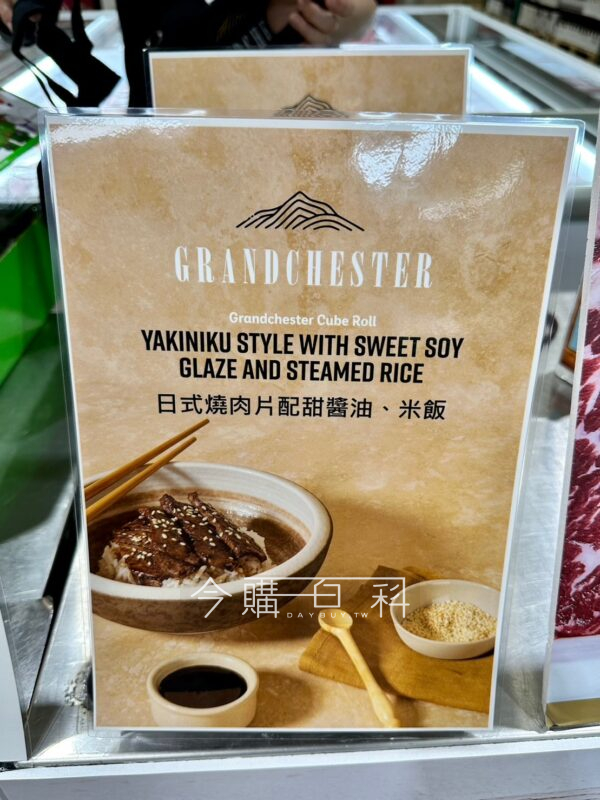 GRANDCHESTER
Grandchester Cube Roll
YAKINIKU STYLE WITH SWEET SOY
GLAZE AND STEAMED RICE
日式燒肉片配甜醬油、米飯
今購百科
DAYBUY.TW